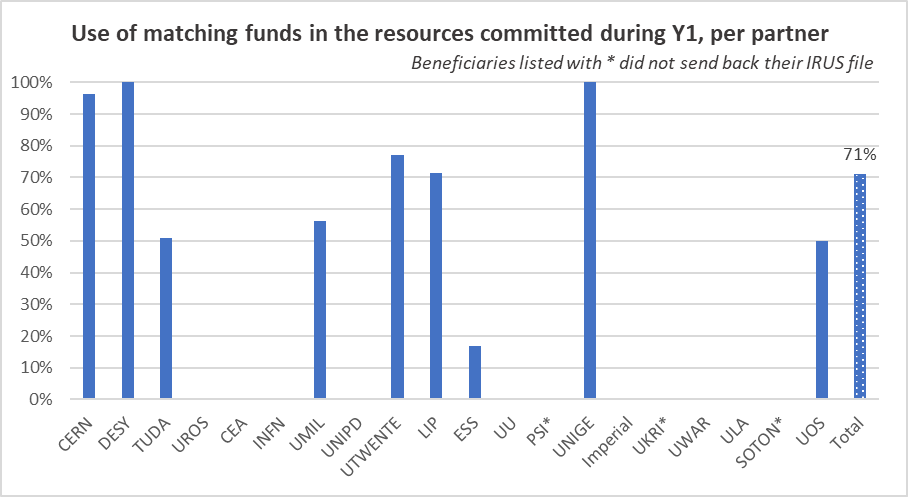 Use of matching funds in the resources committed during Y1, per partner
Beneficiaries listed with * did not send back their IRUS file
100%
90%
80%
70%
60%
50%
40%
30%
20%
10%
0%
71%
CERN
DESY
TUDA
UROS
CEA
INFN
UMIL
UNIPD
UTWENTE
LIP
ESS
UU
PSI*
UNIGE
Imperial
UKRI*
UWAR
ULA
SOTON*
UOS
Total